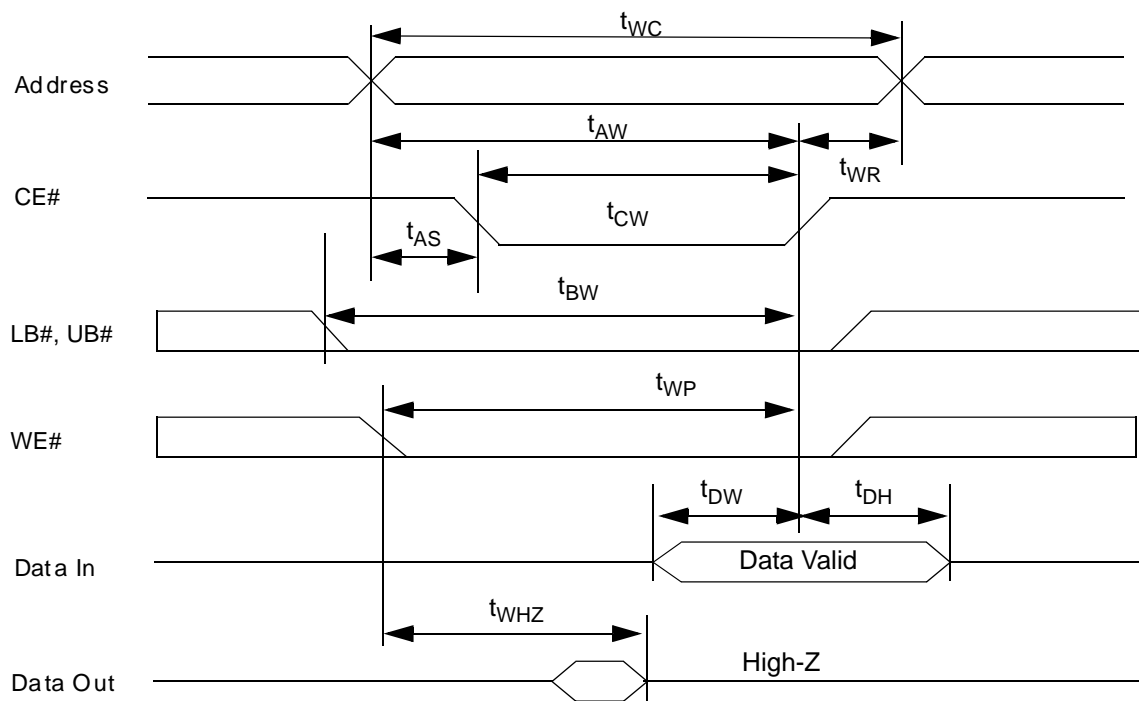 tWC
Address
tAW
tWR
CE#
tCW
tAS
tBW
LB#, UB#
tWP
WE#
tDW
tDH
Data In
Data Valid
tWHZ
High-Z
Data Out